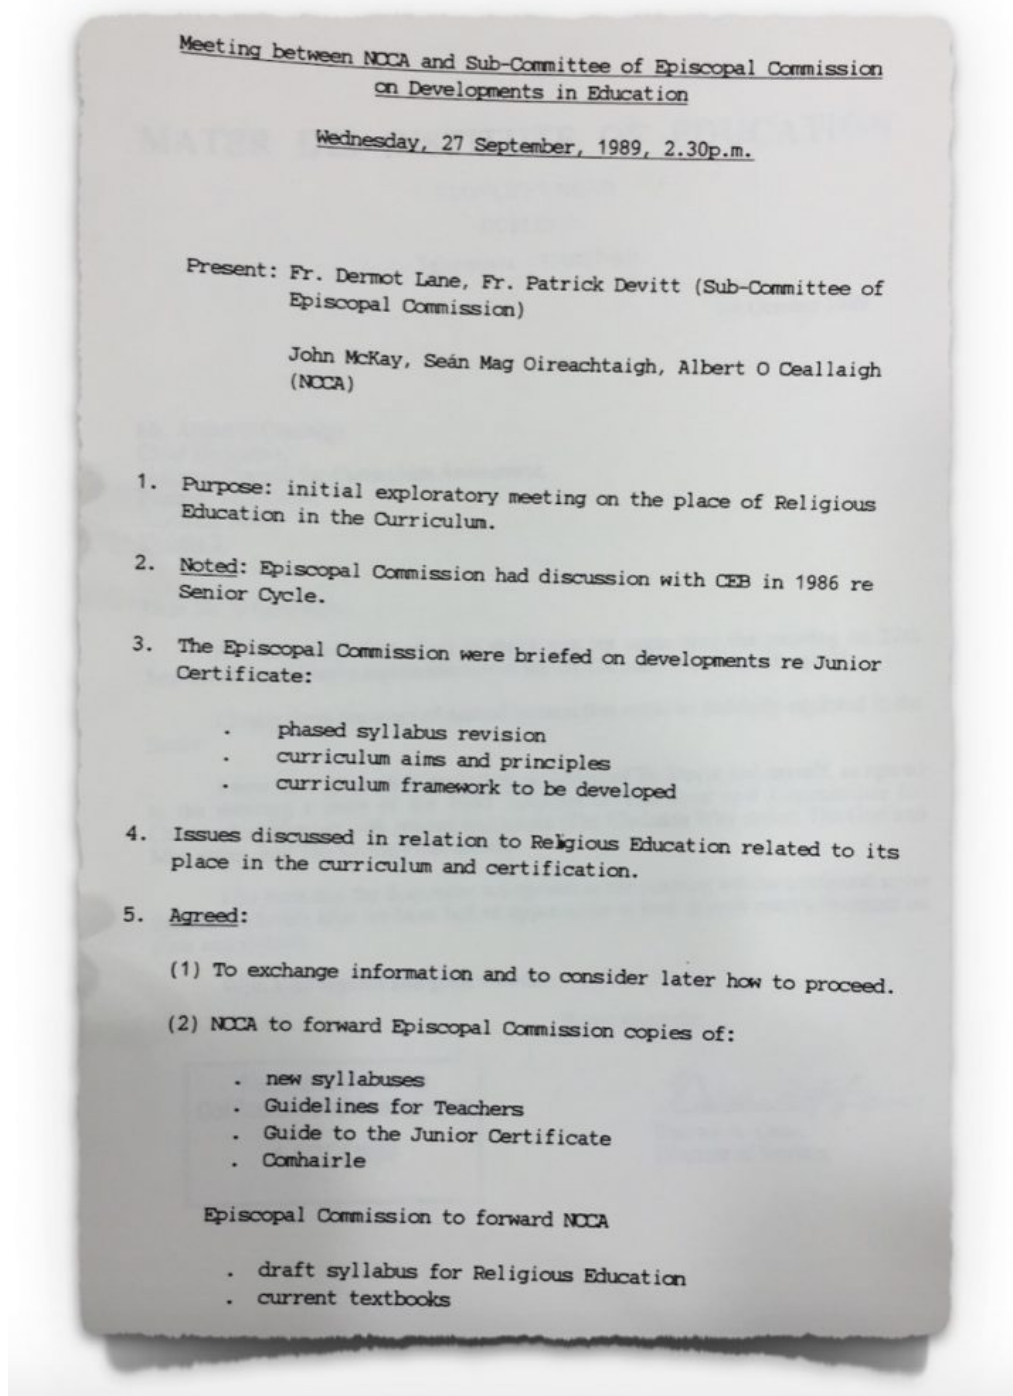 Meeting between NCCA and Sub-Committee of Episcopal Commission
on Developments in Education
Wednesday, 27 September, 1989, 2.30p.m.
Present: Fr. Dermot Lane, Fr. Patrick Devitt (Sub-Committee of
Episcopal Commission)
John McKay, Seán Mag Oireachtaigh, Albert O Ceallaigh
(NCCA)
1. Purpose: initial exploratory meeting on the place of Religious
Education in the Curriculum.
2. Noted: Episcopal Commission had discussion with CEB in 1986 re
Senior Cycle.
3. The Episcopal Commission were briefed on developments re Junior
Certificate:
. phased syllabus revision
. curriculum aims and principles
. curriculum framework to be developed
4. Issues discussed in relation to Religious Education related to its
place in the curriculum and certification.
5. Agreed:
(1) To exchange information and to consider later how to proceed.
(2) NCCA to forward Episcopal Commission copies of:
. new syllabuses
. Guidelines for Teachers
. Guide to the Junior Certificate
. Comhairle
Episcopal Commission to forward NCCA
. draft syllabus for Religious Education
. current textbooks